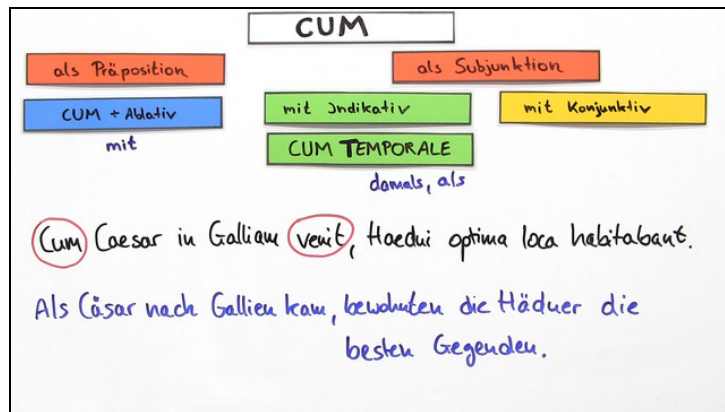 CUM
als Präposition
als Subjunktion
CUM + Ablativ
mit Indikativ
mit Konjunktiv
mit
CUM TEMPORALE
damals, als
Cum Caesar in Galliam venit, Haedui optima loca habitabant.
Als Cäsar nach Gallien kam, bewohnten die Häduer die
besten Gegenden.